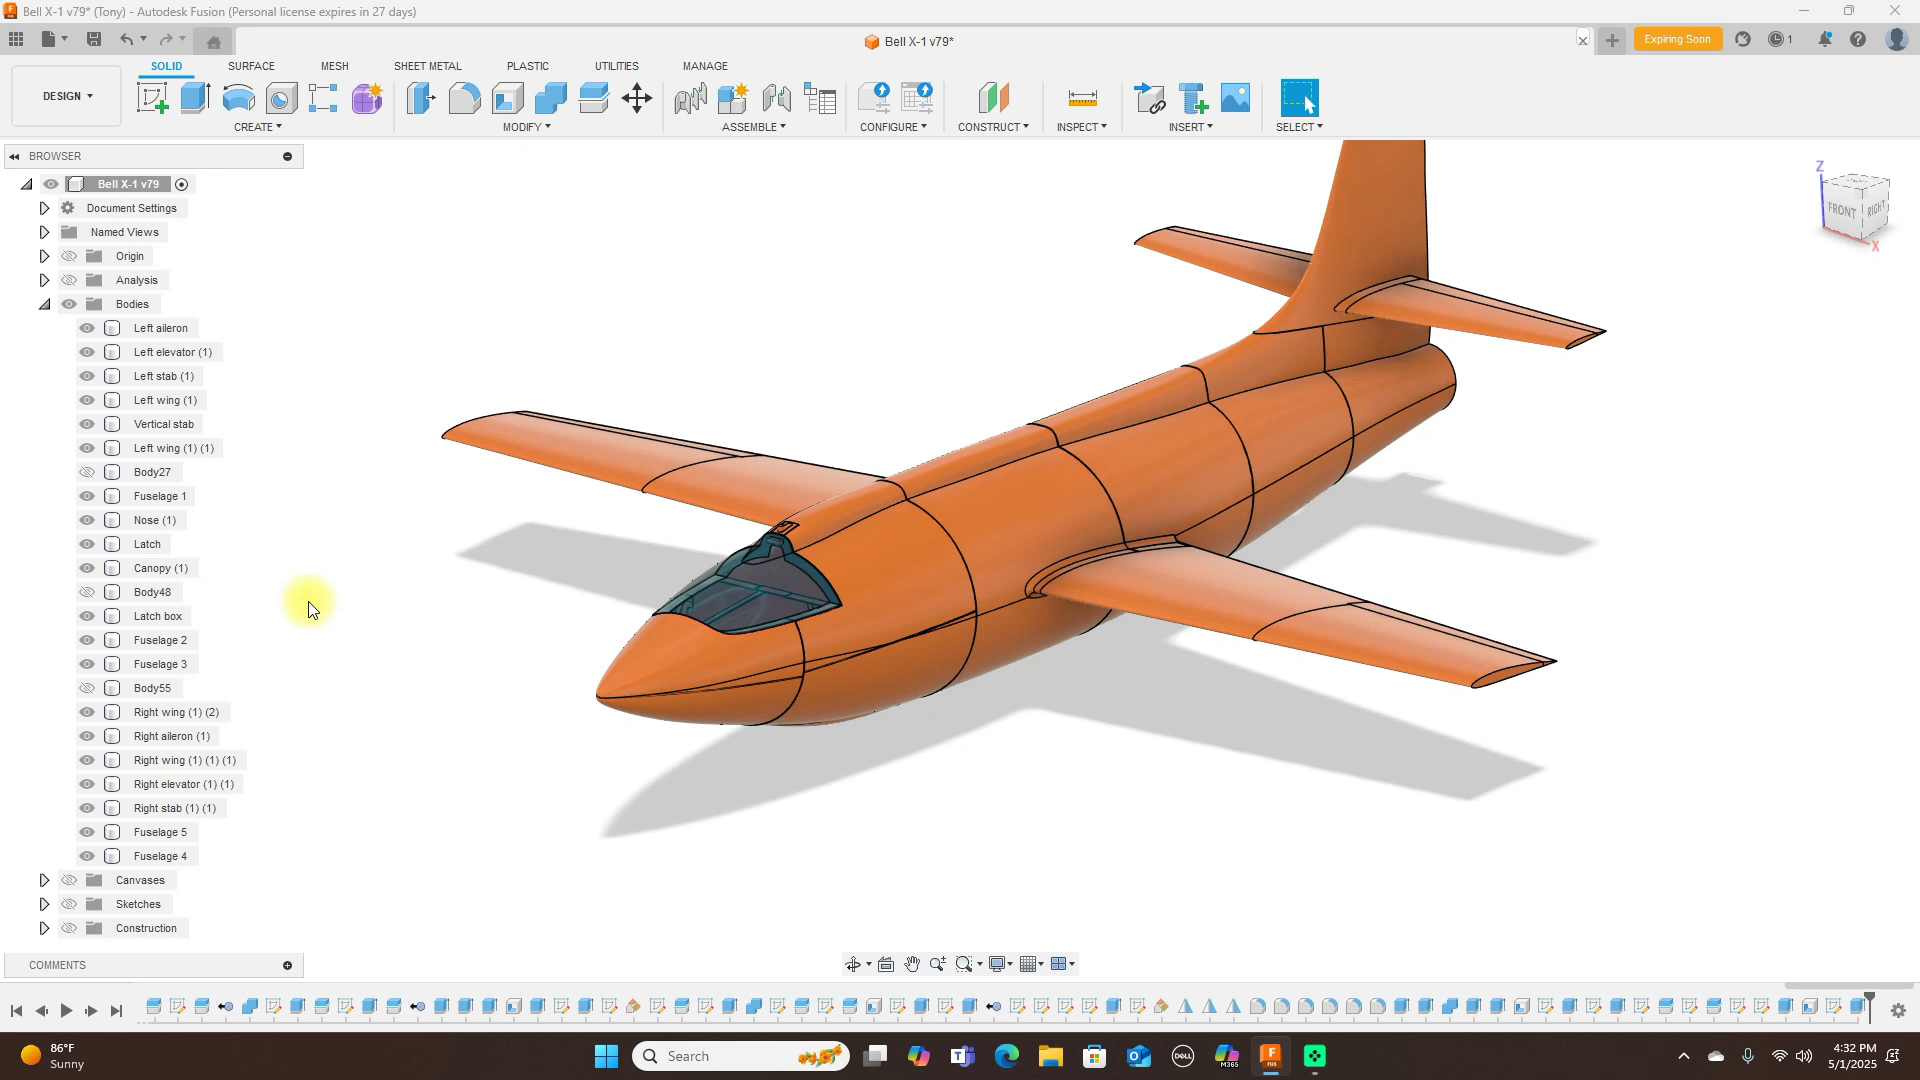 Bell X-1 v79* (Tony) - Autodesk Fusion (Personal license expires in 27 days)
Bell X-1 v79*
Expiring Soon
1
DESIGN
SOLID
SURFACE
MESH
SHEET METAL
PLASTIC
UTILITIES
MANAGE
CREATE
MODIFY
ASSEMBLE
CONFIGURE
CONSTRUCT
INSPECT
INSERT
SELECT
BROWSER
Bell X-1 v79
Document Settings
Named Views
Origin
Analysis
Bodies
Left aileron
Left elevator (1)
Left stab (1)
Left wing (1)
Vertical stab
Left wing (1) (1)
Body27
Fuselage 1
Nose (1)
Latch
Canopy (1)
Body48
Latch box
Fuselage 2
Fuselage 3
Body55
Right wing (1) (2)
Right aileron (1)
Right wing (1) (1) (1)
Right elevator (1) (1)
Right stab (1) (1)
Fuselage 5
Fuselage 4
Canvases
Sketches
Construction
Z
FRONT
RIGHT
X
COMMENTS
86°F
Sunny
Search
DELL
M365
FUS
4:32 PM
5/1/2025